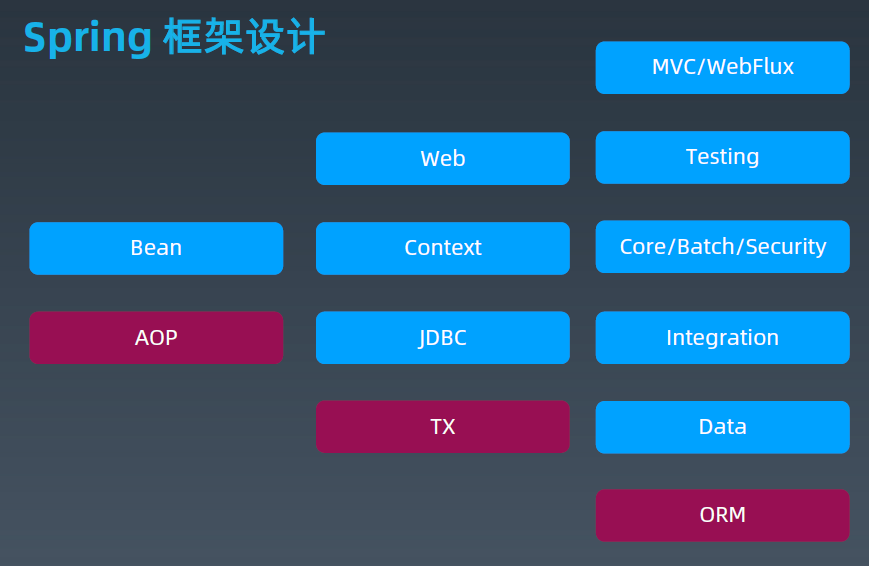 Spring 框架设计
MVC/WebFlux
Web
Testing
Bean
Context
Core/Batch/Security
AOP
JDBC
Integration
TX
Data
ORM